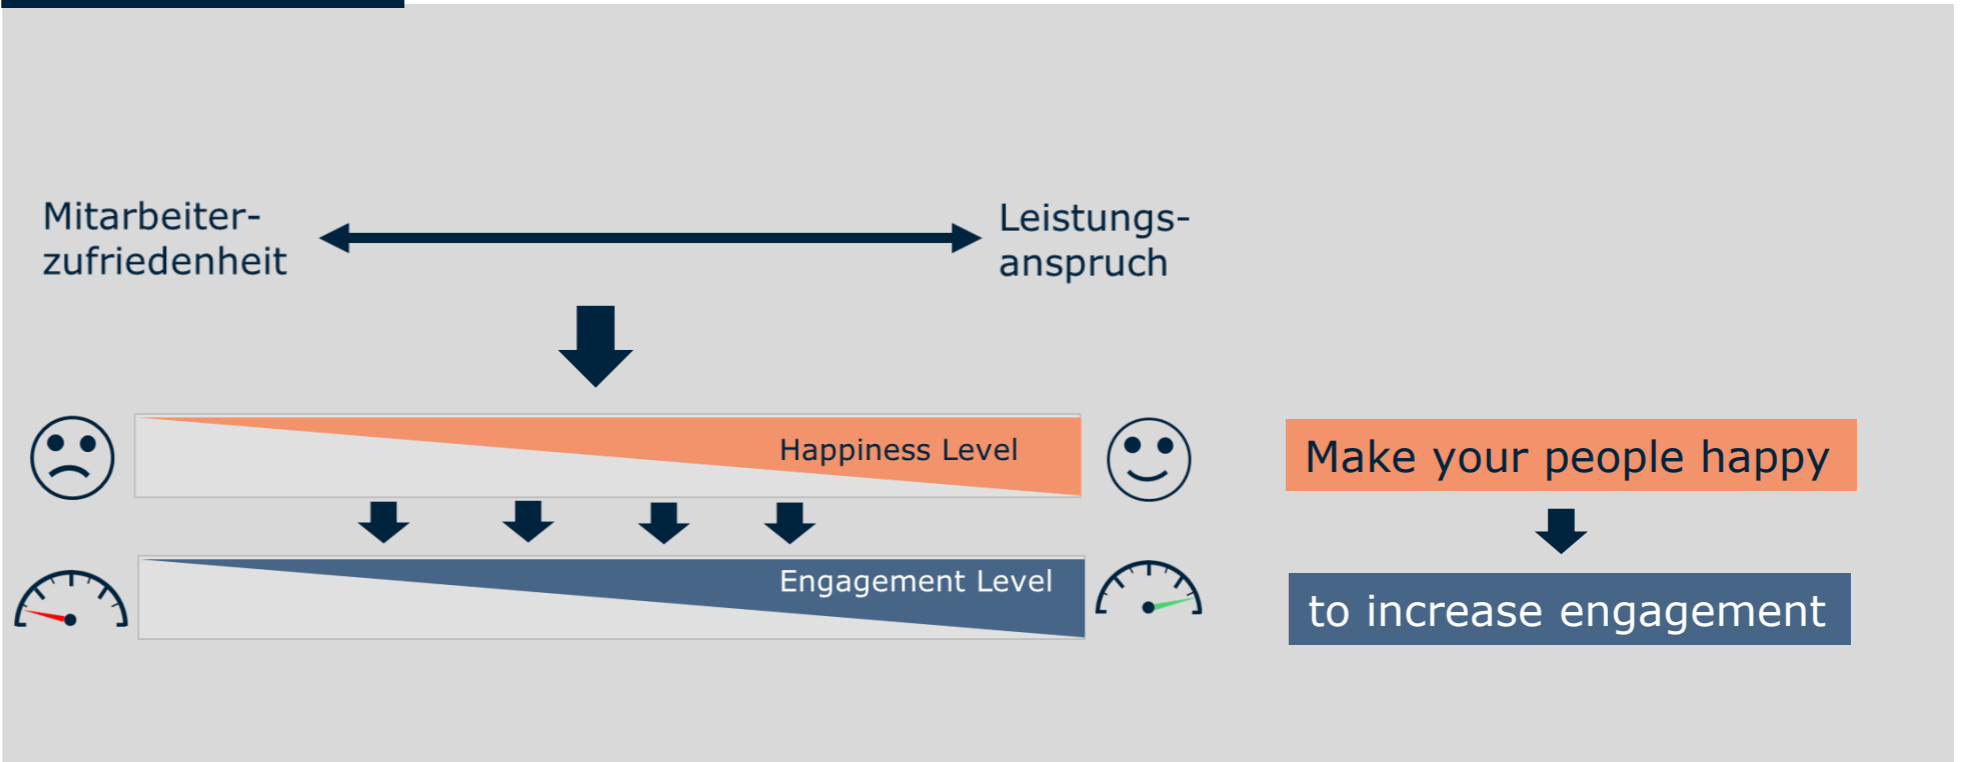 Mitarbeiter-
zufriedenheit
Leistungs-
anspruch
Happiness Level
Make your people happy
Engagement Level
to increase engagement